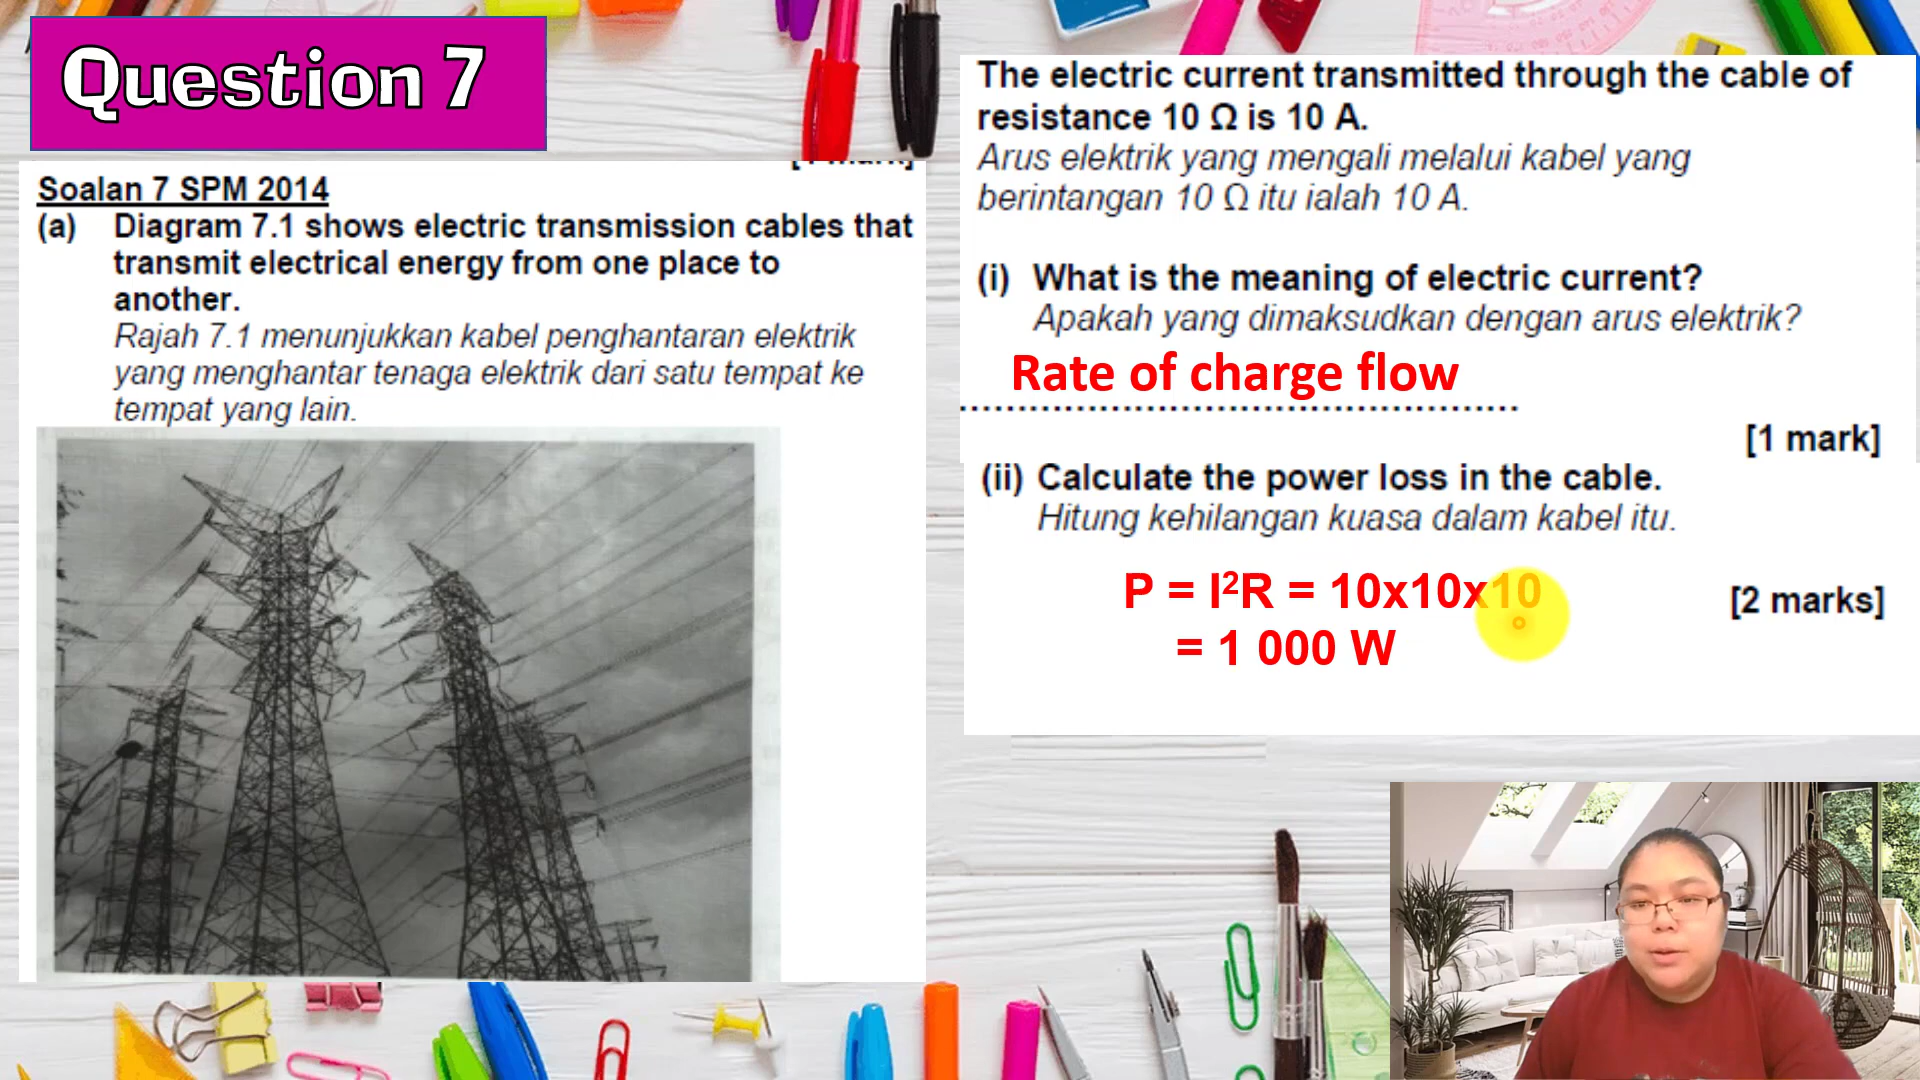 Question 7
Soalan 7 SPM 2014
(a) Diagram 7.1 shows electric transmission cables that
transmit electrical energy from one place to
another.
Rajah 7.1 menunjukkan kabel penghantaran elektrik
yang menghantar tenaga elektrik dari satu tempat ke
tempat yang lain.
The electric current transmitted through the cable of
resistance 10 Ω is 10 A.
Arus elektrik yang mengali melalui kabel yang
berintangan 10 Ω itu ialah 10 A.
(i) What is the meaning of electric current?
Apakah yang dimaksudkan dengan arus elektrik?
Rate of charge flow
[1 mark]
(ii) Calculate the power loss in the cable.
Hitung kehilangan kuasa dalam kabel itu.
P = I²R = 10x10x10
[2 marks]
= 1 000 W